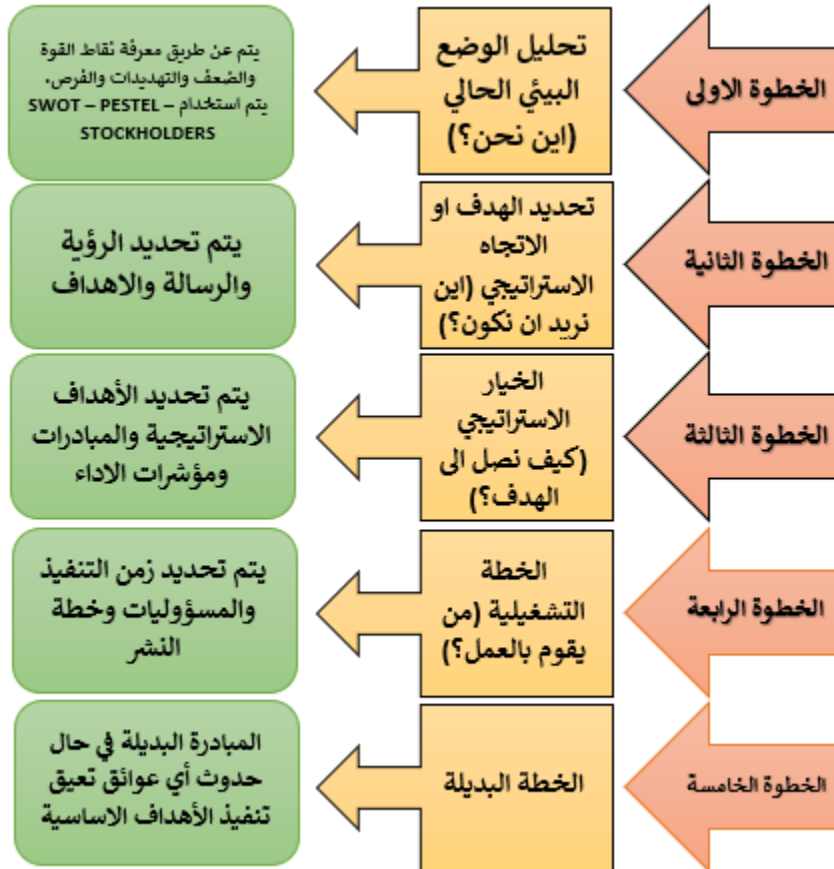 الخطوة الاولى
تحليل الوضع
البيئي الحالي
(اين نحن؟)
يتم عن طريق معرفة نقاط القوة
والضعف والتهديدات والفرص.
يتم استخدام – SWOT – PESTEL
STOCKHOLDERS
الخطوة الثانية
تحديد الهدف او
الاتجاه
الاستراتيجي (اين
نريد ان نكون؟)
يتم تحديد الرؤية
والرسالة والاهداف
الخطوة الثالثة
الخيار
الاستراتيجي
(كيف نصل الى
الهدف؟)
يتم تحديد الأهداف
الاستراتيجية والمبادرات
ومؤشرات الاداء
الخطوة الرابعة
الخطة
التشغيلية (من
يقوم بالعمل؟)
يتم تحديد زمن التنفيذ
والمسؤوليات وخطة
النشر
الخطوة الخامسة
الخطة البديلة
المبادرة البديلة في حال
حدوث أي عوائق تعيق
تنفيذ الأهداف الاساسية